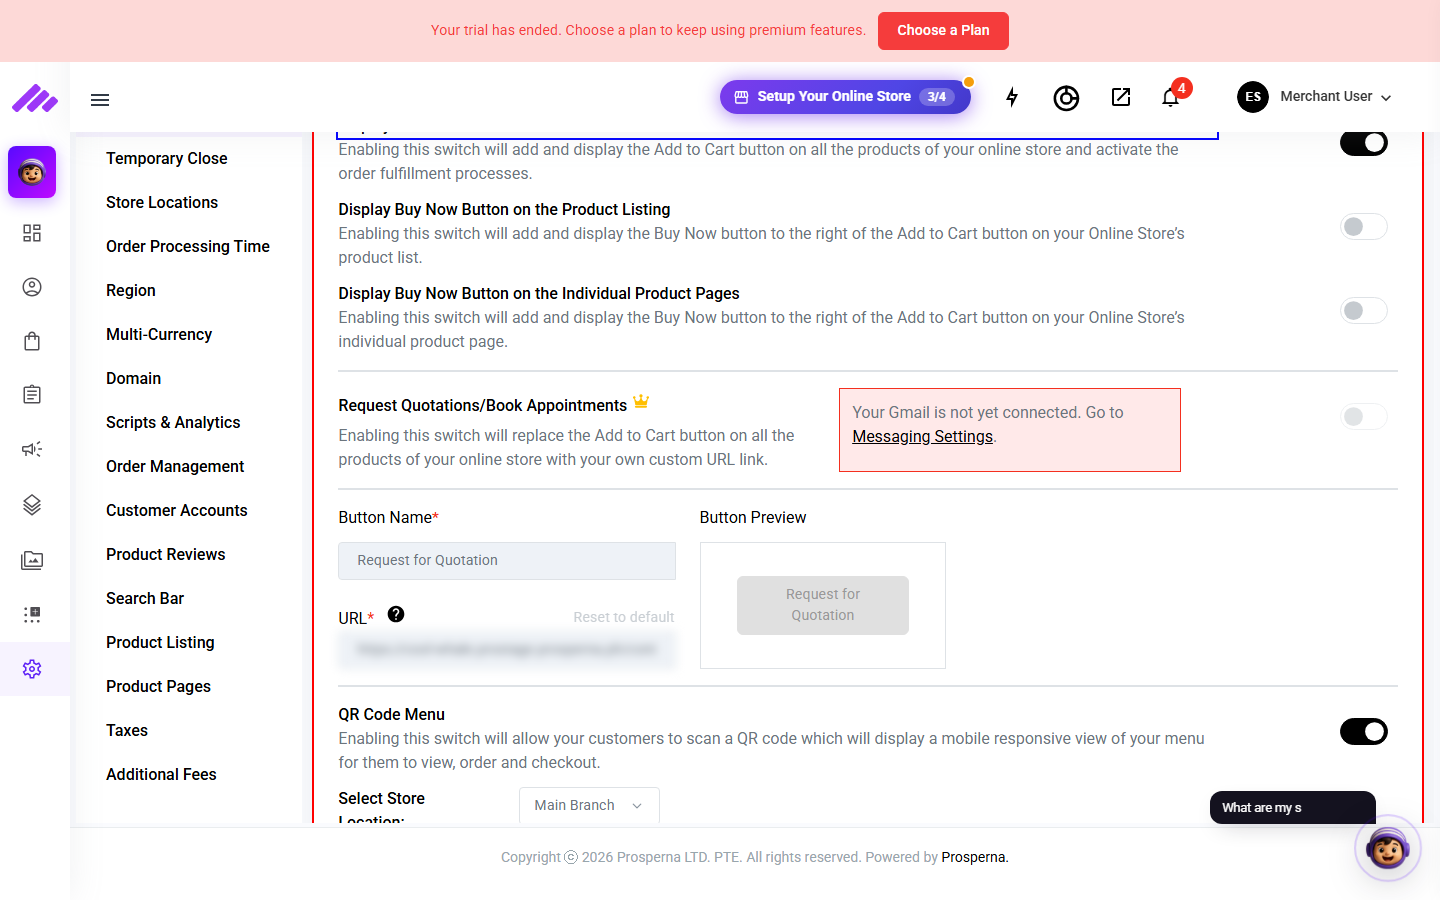 Your trial has ended. Choose a plan to keep using premium features.
Choose a Plan
Setup Your Online Store
3/4
4
ES
Merchant User
Temporary Close
Store Locations
Order Processing Time
Region
Multi-Currency
Domain
Scripts & Analytics
Order Management
Customer Accounts
Product Reviews
Search Bar
Product Listing
Product Pages
Taxes
Additional Fees
Enabling this switch will add and display the Add to Cart button on all the products of your online store and activate the
order fulfillment processes.
Display Buy Now Button on the Product Listing
Enabling this switch will add and display the Buy Now button to the right of the Add to Cart button on your Online Store's
product list.
Display Buy Now Button on the Individual Product Pages
Enabling this switch will add and display the Buy Now button to the right of the Add to Cart button on your Online Store's
individual product page.
Request Quotations/Book Appointments
Enabling this switch will replace the Add to Cart button on all the
products of your online store with your own custom URL link.
Your Gmail is not yet connected. Go to
Messaging Settings.
Button Name*
Request for Quotation
Button Preview
Request for
Quotation
URL*
Reset to default
QR Code Menu
Enabling this switch will allow your customers to scan a QR code which will display a mobile responsive view of your menu
for them to view, order and checkout.
Select Store
Location:
Main Branch
What are my s
Copyright © 2026 Prosperna LTD. PTE. All rights reserved. Powered by Prosperna.